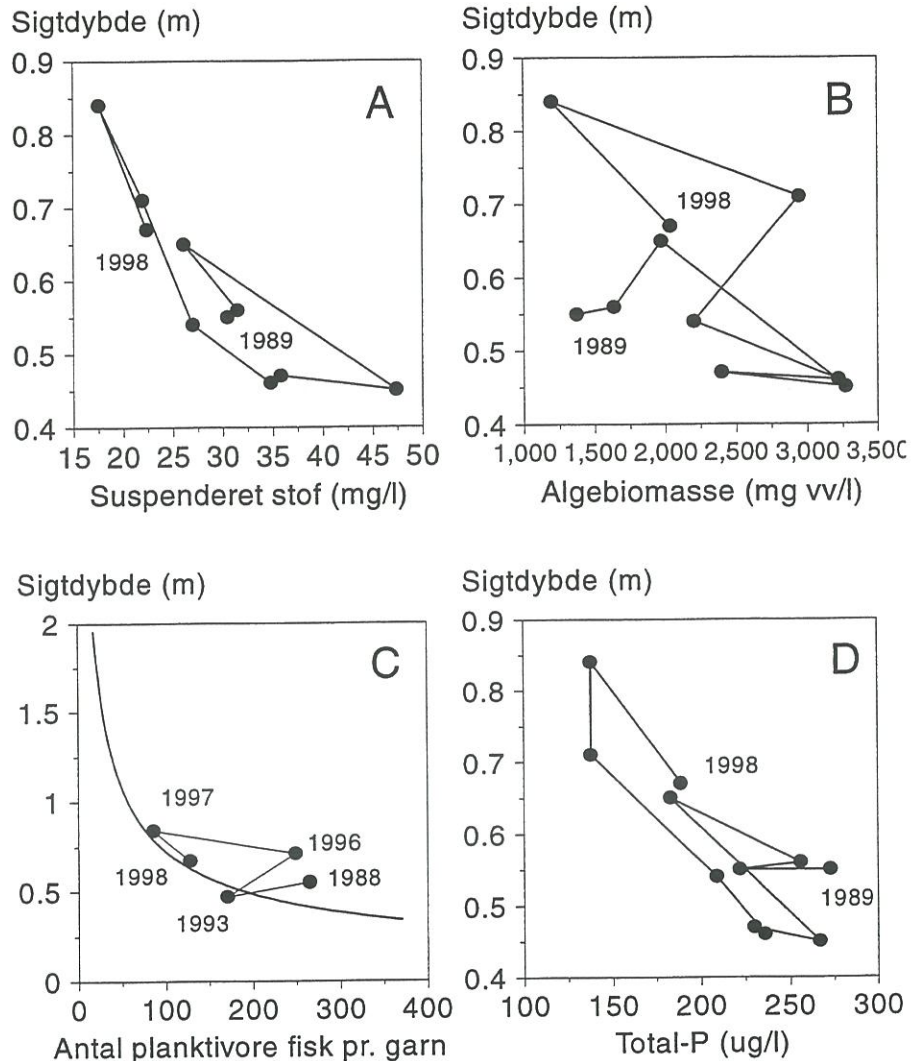 Sigtdybde (m)
A
0.9
0.8
0.7
0.6
0.5
0.4
1998
1989
15 20 25 30 35 40 45 50
Suspenderet stof (mg/l)
Sigtdybde (m)
B
0.9
0.8
0.7
0.6
0.5
0.4
1998
1989
1,000 1,500 2,000 2,500 3,000 3,500
Algebiomasse (mg vv/l)
Sigtdybde (m)
C
2
1.5
1
0.5
0
1997
1996
1998
1988
1993
0 100 200 300 400
Antal planktivore fisk pr. garn
Sigtdybde (m)
D
0.9
0.8
0.7
0.6
0.5
0.4
1998
1989
100 150 200 250 300
Total-P (ug/l)